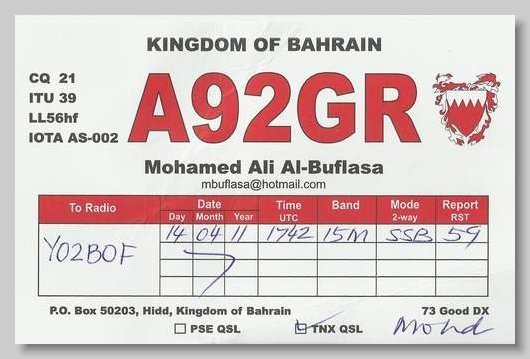 KINGDOM OF BAHRAIN
CQ 21
ITU 39
LL56hf
IOTA AS-002
A92GR
Mohamed Ali Al-Buflasa
mbuflasa@hotmail.com
To Radio Date Time UTC Band Mode 2-way Report RST
Day Month Year
YO2BOF 14 04 11 1742 15M SSB 59
P.O. Box 50203, Hidd, Kingdom of Bahrain 73 Good DX
PSE QSL TNX QSL Mohd